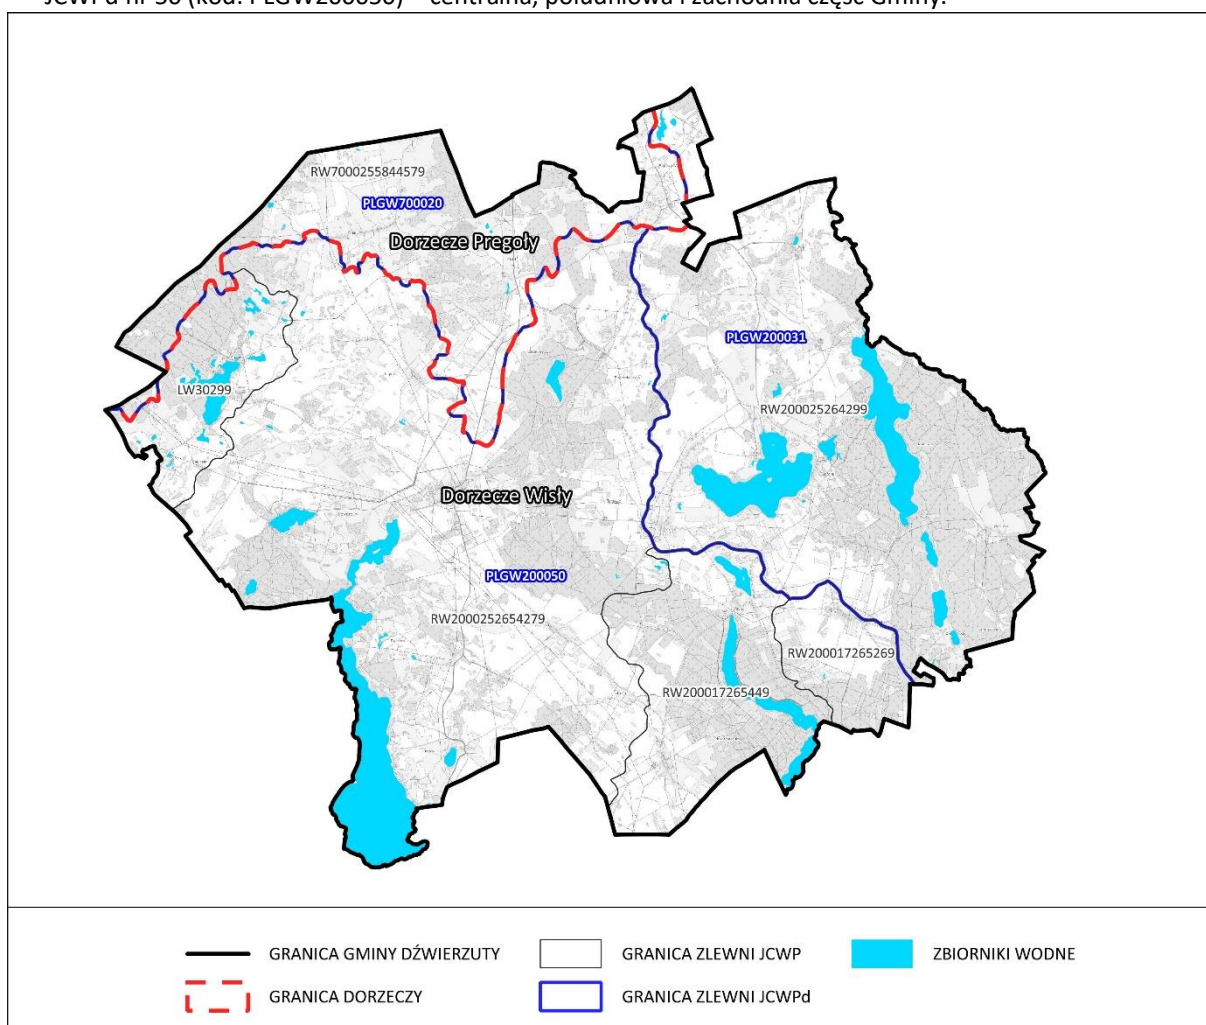 JCWPd nr 50 (kod: PLGW200050) – centralna, południowa i zachodnia część Gminy.
RW7000255844579
PLGW700020
Dorzecze Pregoły
PLGW200031
LW30299
RW200025264299
Dorzecze Wisły
PLGW200050
RW2000252654279
RW200017265269
RW200017265449
GRANICA GMINY DŹWIERZUTY
GRANICA ZLEWNI JCWP
ZBIORNIKI WODNE
GRANICA DORZECZY
GRANICA ZLEWNI JCWPd